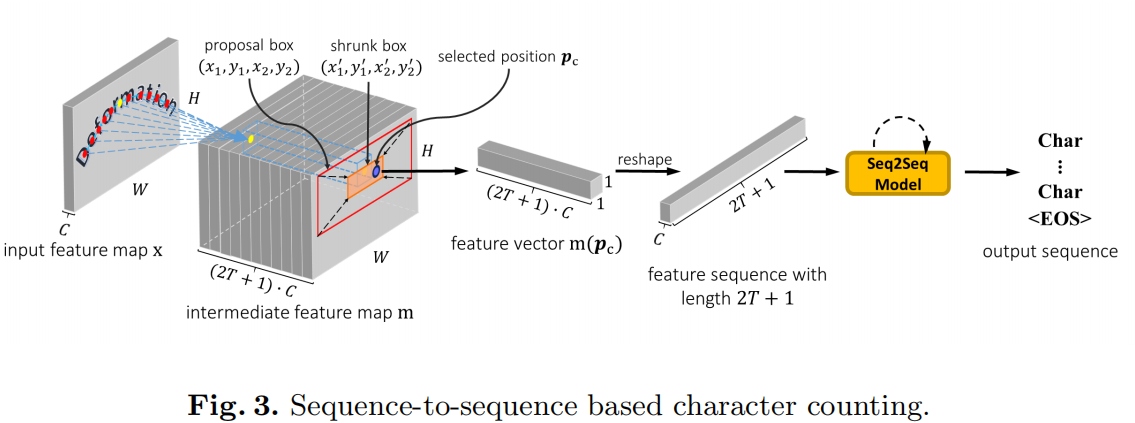 proposal box
(x₁,y₁,x₂,y₂)
shrunk box
(x′₁,y′₁,x′₂,y′₂)
selected position p_c
Deformation
H
W
C
input feature map x
H
W
(2T + 1) · C
intermediate feature map m
(2T + 1) · C
1
1
feature vector m(p_c)
reshape
C
2T + 1
feature sequence with
length 2T + 1
Seq2Seq
Model
Char
⋮
Char
<EOS>
output sequence
Fig. 3. Sequence-to-sequence based character counting.